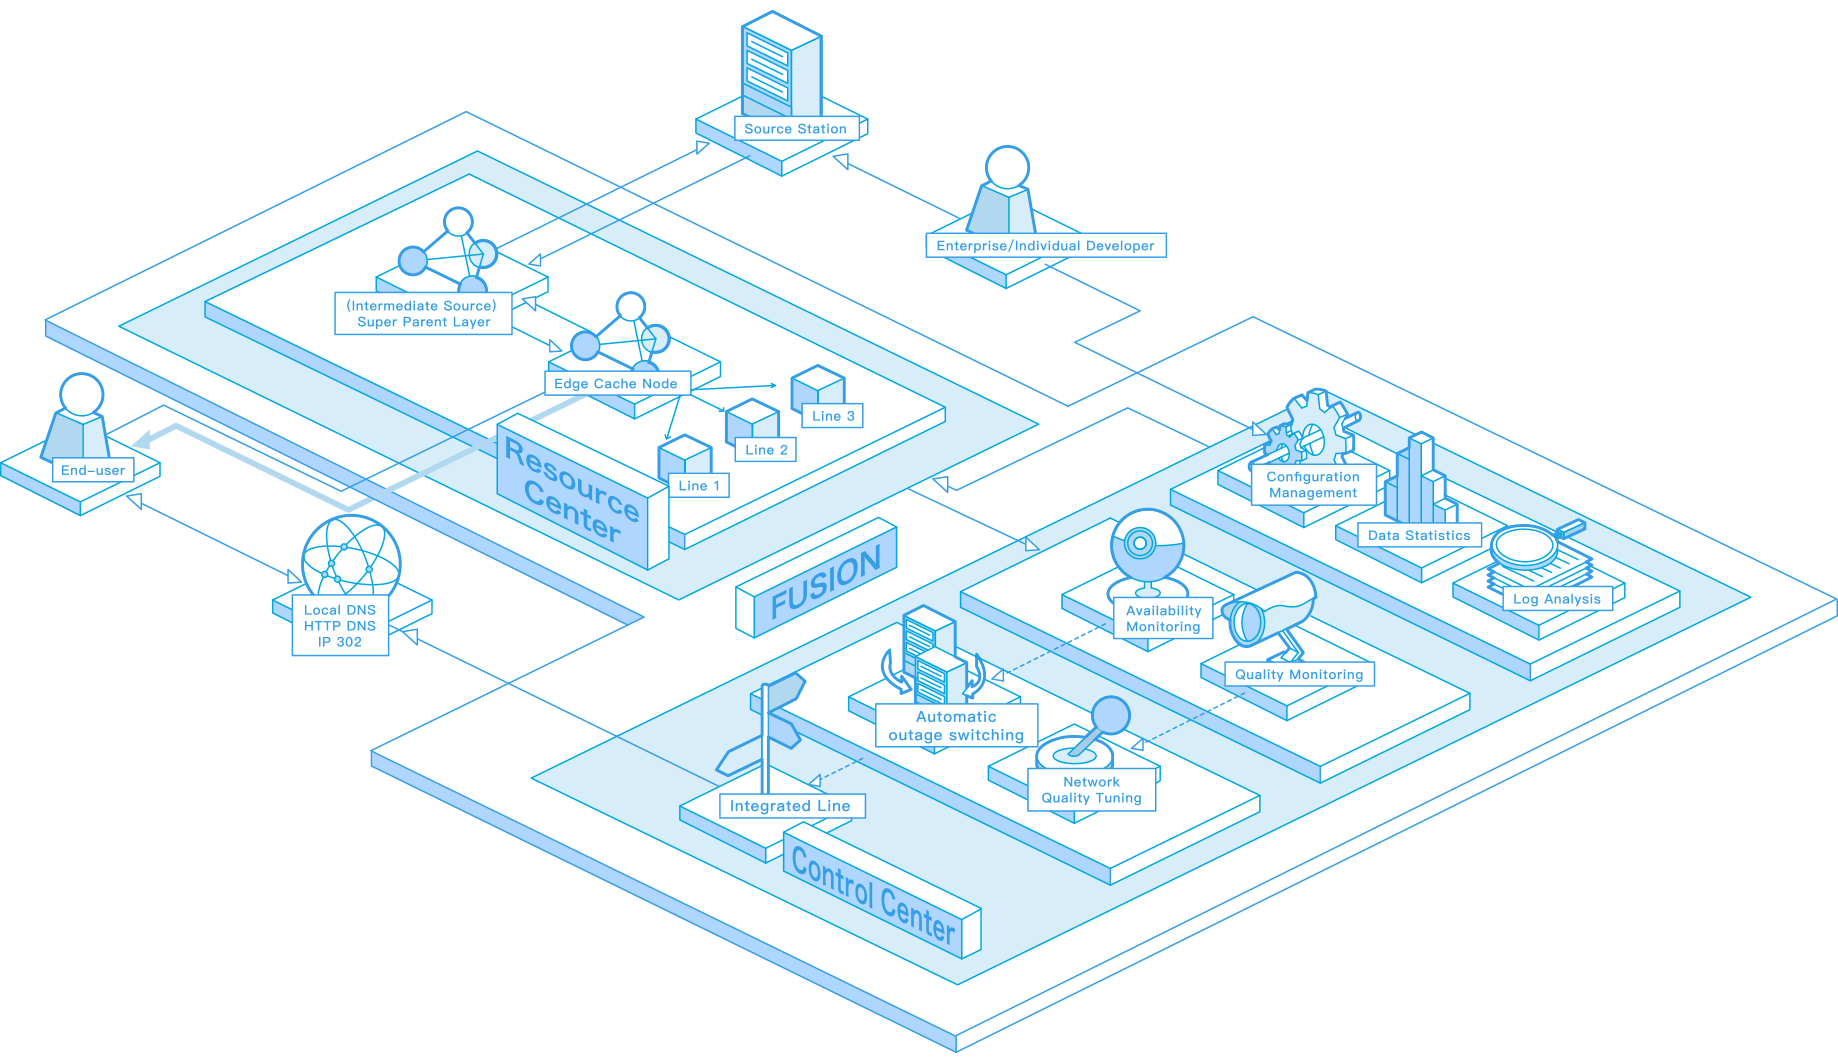 Source Station
Enterprise/Individual Developer
(Intermediate Source)
Super Parent Layer
Edge Cache Node
Line 3
Line 2
Line 1
End-user
Resource
Center
Configuration
Management
Data Statistics
Log Analysis
FUSION
Local DNS
HTTP DNS
IP 302
Availability
Monitoring
Quality Monitoring
Automatic
outage switching
Network
Quality Tuning
Integrated Line
Control Center